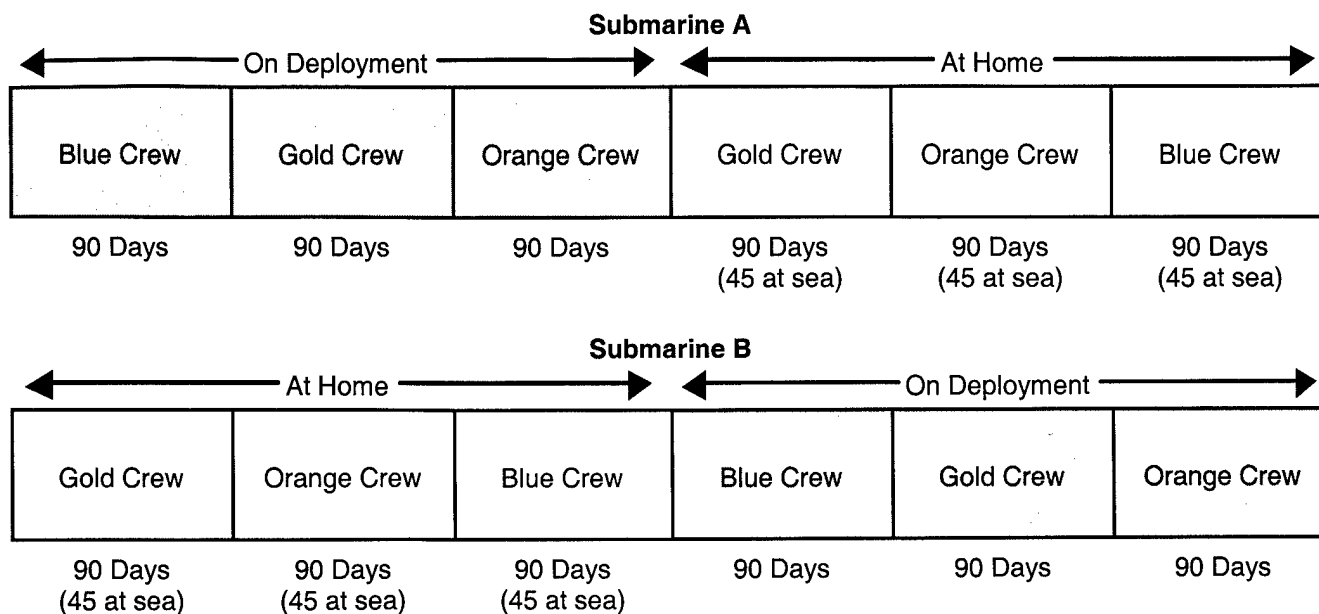 Submarine A
On Deployment At Home
Blue Crew Gold Crew Orange Crew Gold Crew Orange Crew Blue Crew
90 Days 90 Days 90 Days 90 Days 90 Days 90 Days
(45 at sea) (45 at sea) (45 at sea)
Submarine B
At Home On Deployment
Gold Crew Orange Crew Blue Crew Blue Crew Gold Crew Orange Crew
90 Days 90 Days 90 Days 90 Days 90 Days 90 Days
(45 at sea) (45 at sea) (45 at sea)